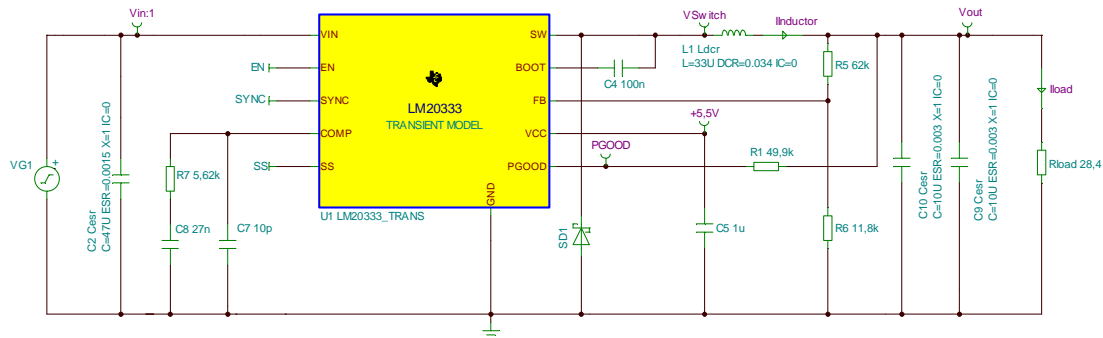 Vin:1
VSwitch
IInductor
Vout
VIN
SW
L1 Ldcr
L=33U DCR=0.034 IC=0
EN
EN
BOOT
C4 100n
R5 62k
SYNC
SYNC
LM20333
TRANSIENT MODEL
FB
+5,5V
Iload
COMP
VCC
PGOOD
VG1
+
R7 5,62k
SS
SS
PGOOD
R1 49,9k
Rload 28,4
C2 Cesr
C=47U ESR=0.0015 X=1 IC=0
GND
U1 LM20333_TRANS
C10 Cesr
C=10U ESR=0.003 X=1 IC=0
C9 Cesr
C=10U ESR=0.003 X=1 IC=0
C8 27n
C7 10p
SD1
C5 1u
R6 11,8k